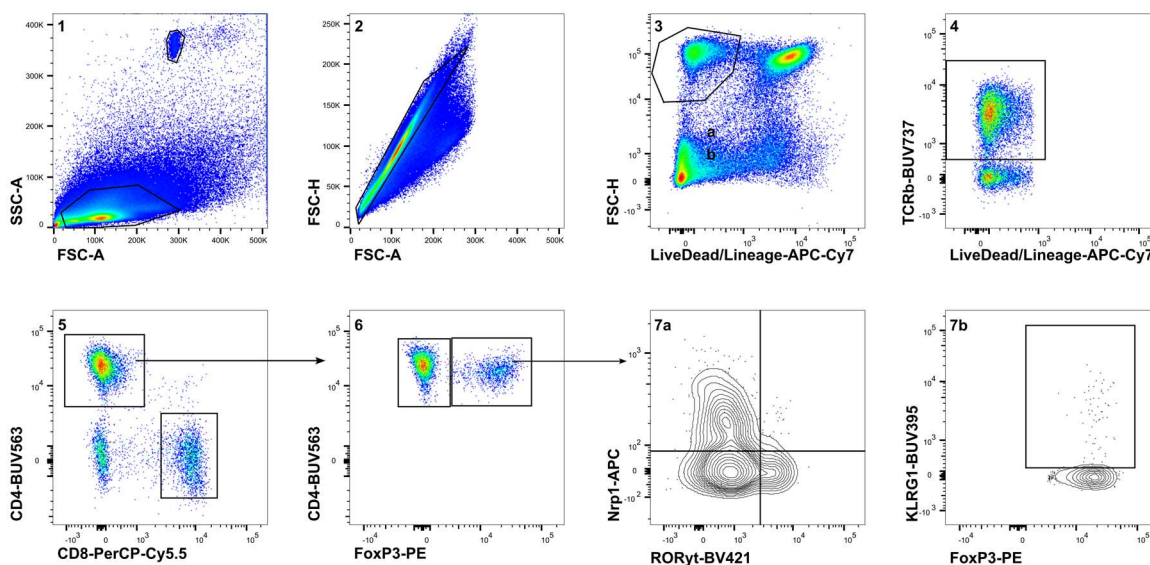 1
400K
300K
200K
100K
0
SSC-A
0 100K 200K 300K 400K 500K
FSC-A
2
250K
200K
150K
100K
50K
0
FSC-H
0 100K 200K 300K 400K 500K
FSC-A
3
10^5
10^4
10^3
0
-10^3
a
b
FSC-H
0 10^3 10^4 10^5
LiveDead/Lineage-APC-Cy7
4
10^5
10^4
10^3
0
-10^3
TCRb-BUV737
0 10^3 10^4 10^5
LiveDead/Lineage-APC-Cy7
5
10^5
10^4
0
CD4-BUV563
0 10^3 10^4 10^5
CD8-PerCP-Cy5.5
6
10^5
10^4
0
CD4-BUV563
0 10^3 10^4 10^5
FoxP3-PE
7a
10^3
10^2
0
-10^2
Nrp1-APC
0 10^3 10^4 10^5
RORyt-BV421
7b
10^5
10^4
10^3
0
-10^3
KLRG1-BUV395
0 10^3 10^4 10^5
FoxP3-PE